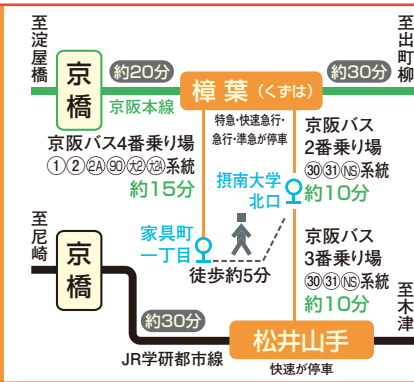 至淀屋橋
京橋
約20分
京阪本線
樟葉（くずは）
約30分
至出町柳
特急・快速急行・
急行・準急が停車
京阪バス4番乗り場
①②2A90大2大2A系統
約15分
京阪バス
2番乗り場
30 31 NS系統
約10分
摂南大学
北口
家具町
一丁目
徒歩約5分
京阪バス
3番乗り場
30 31 NS系統
約10分
至尼崎
京橋
約30分
JR学研都市線
松井山手
快速が停車
至木津